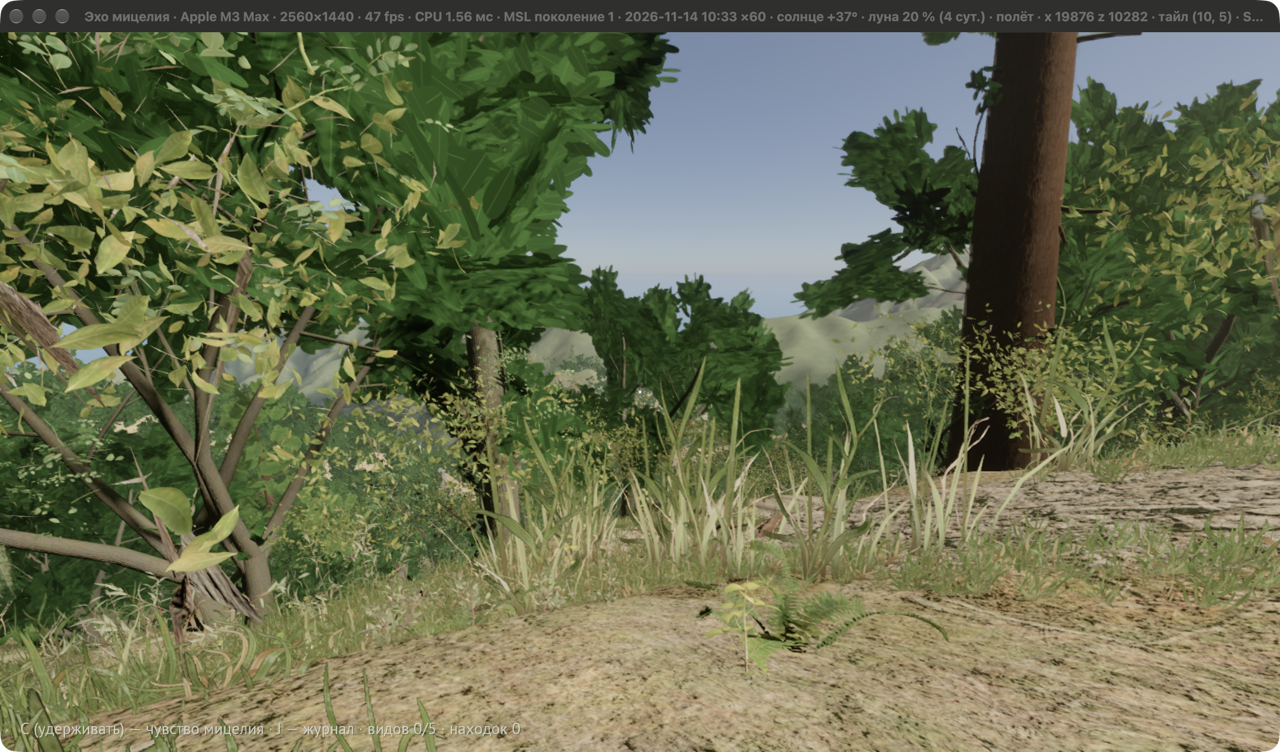 Эхо мицелия · Apple M3 Max · 2560×1440 · 47 fps · CPU 1.56 мс · MSL поколение 1 · 2026-11-14 10:33 ×60 · солнце +37° · луна 20 % (4 сут.) · полёт · x 19876 z 10282 · тайл (10, 5) · S...
C (удерживать) — чувство мицелия · J — журнал · видов 0/5 · находок 0